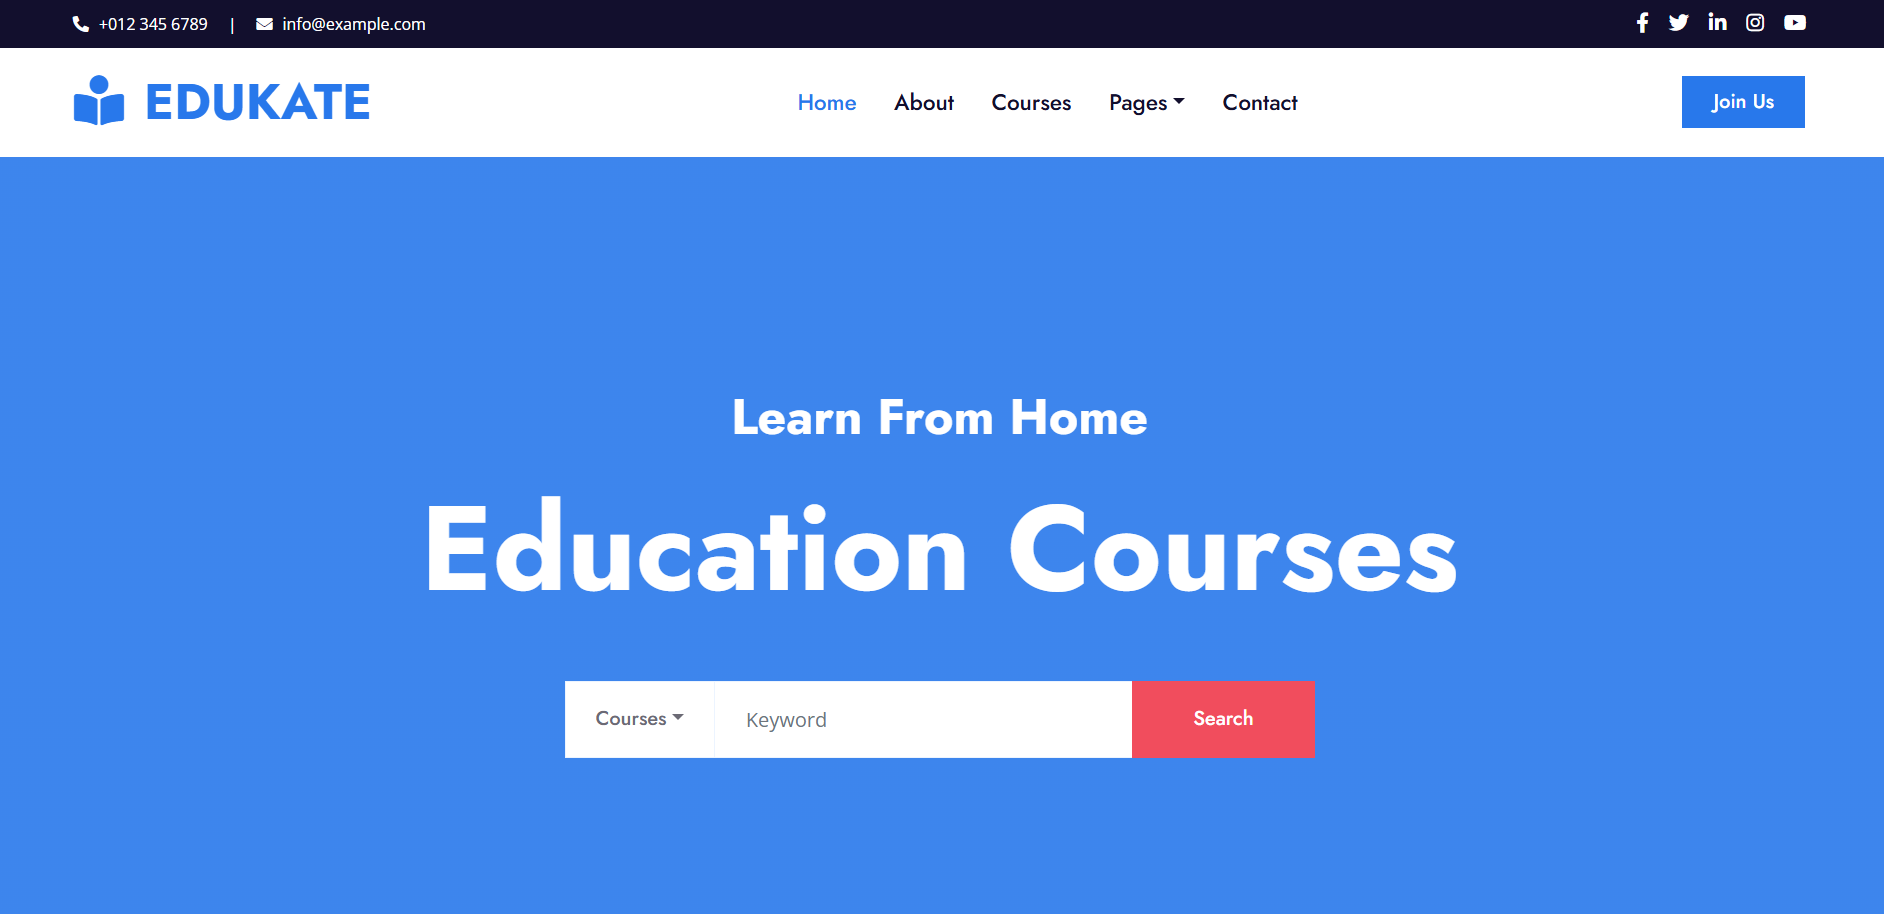 +012 345 6789 | info@example.com
EDUKATE Home About Courses Pages Contact Join Us
Learn From Home
Education Courses
Courses Keyword Search